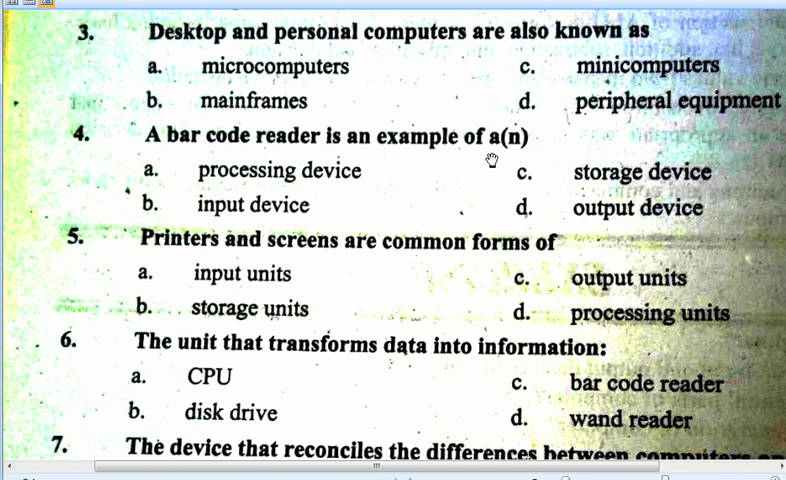 3. Desktop and personal computers are also known as
a. microcomputers c. minicomputers
b. mainframes d. peripheral equipment
4. A bar code reader is an example of a(n)
a. processing device c. storage device
b. input device d. output device
5. Printers and screens are common forms of
a. input units c. output units
b. storage units d. processing units
6. The unit that transforms data into information:
a. CPU c. bar code reader
b. disk drive d. wand reader
7. The device that reconciles the differences between computers